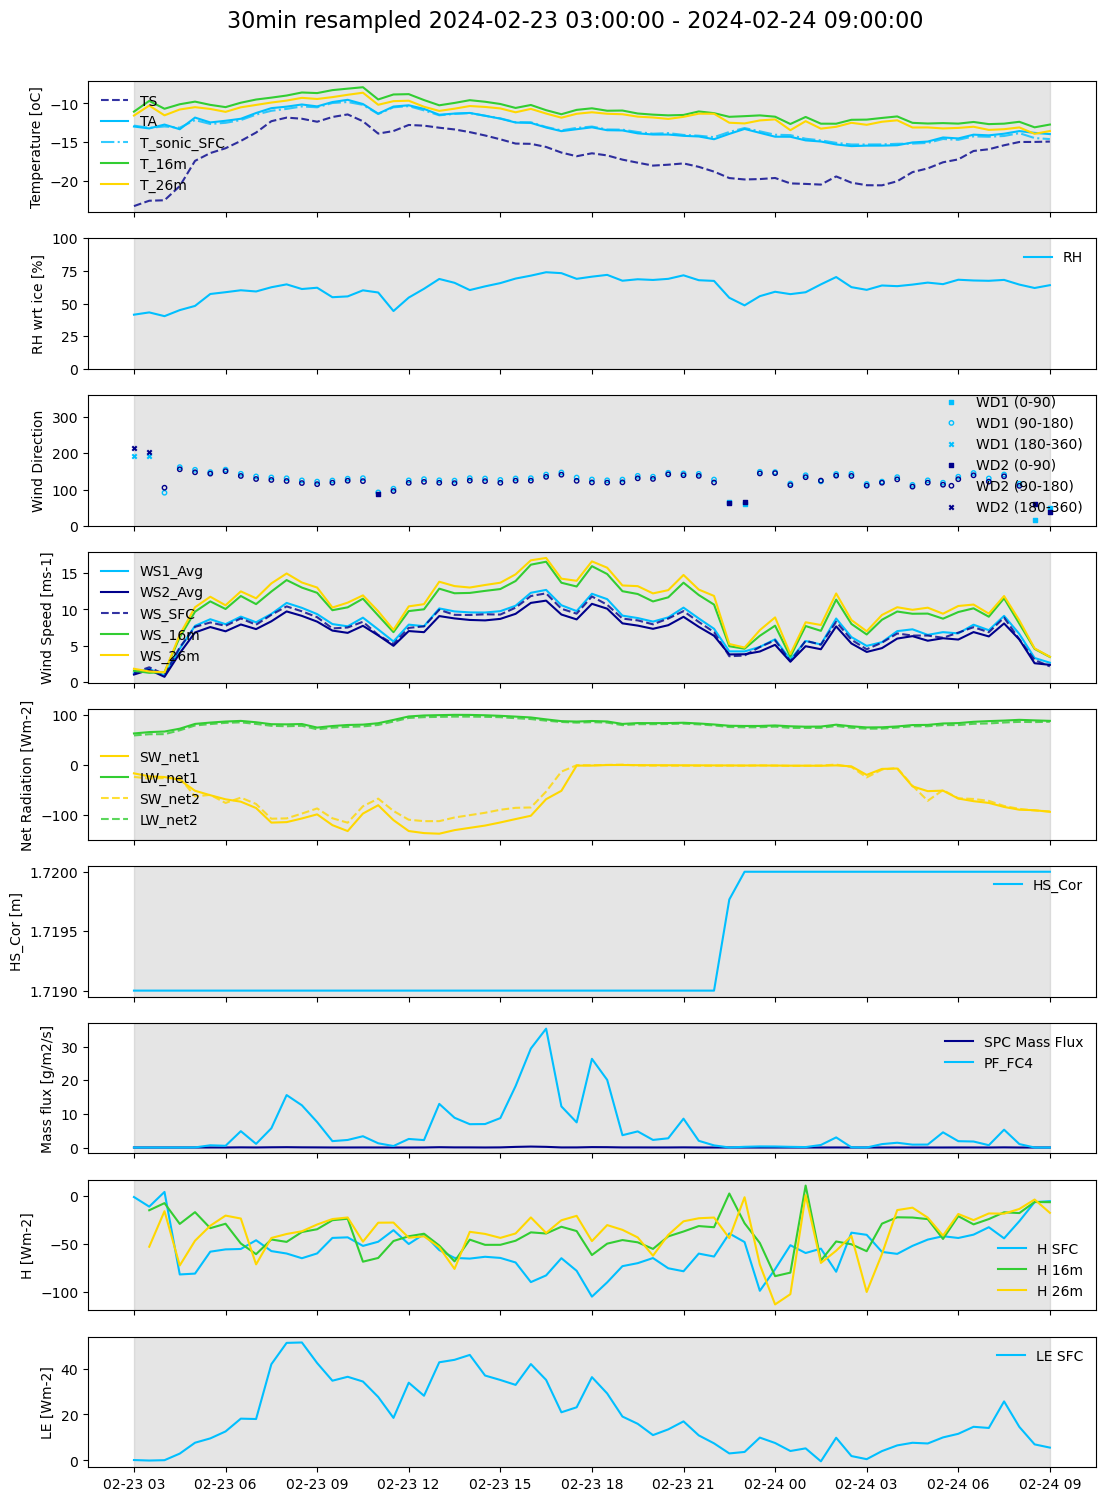 30min resampled 2024-02-23 03:00:00 - 2024-02-24 09:00:00
Temperature [oC]
−10
−15
−20
TS
TA
T_sonic_SFC
T_16m
T_26m
RH wrt ice [%]
100
75
50
25
0
RH
Wind Direction
300
200
100
0
WD1 (0-90)
WD1 (90-180)
WD1 (180-360)
WD2 (0-90)
WD2 (90-180)
WD2 (180-360)
Wind Speed [ms-1]
15
10
5
0
WS1_Avg
WS2_Avg
WS_SFC
WS_16m
WS_26m
Net Radiation [Wm-2]
100
0
−100
SW_net1
LW_net1
SW_net2
LW_net2
HS_Cor [m]
1.7200
1.7195
1.7190
HS_Cor
Mass flux [g/m2/s]
30
20
10
0
SPC Mass Flux
PF_FC4
H [Wm-2]
0
−50
−100
H SFC
H 16m
H 26m
LE [Wm-2]
40
20
0
LE SFC
02-23 03 02-23 06 02-23 09 02-23 12 02-23 15 02-23 18 02-23 21 02-24 00 02-24 03 02-24 06 02-24 09